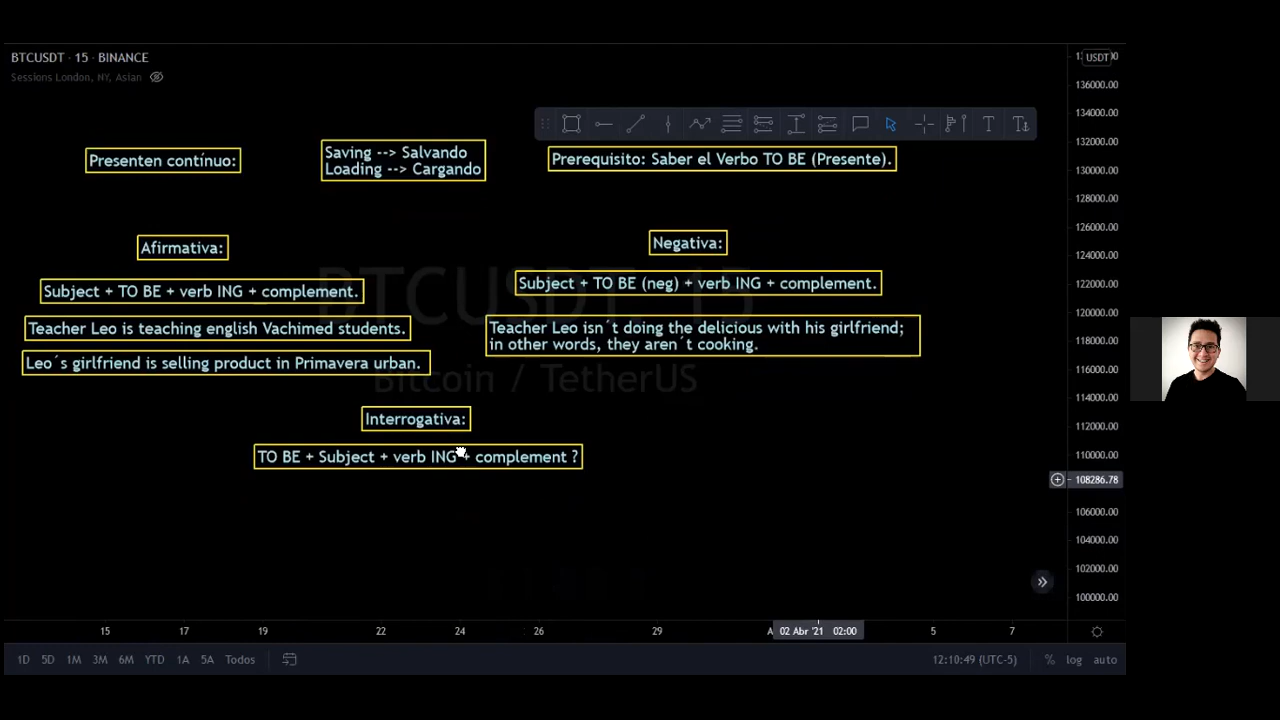 BTCUSDT · 15 · BINANCE
Sessions London, NY, Asian
USDT
136000.00
134000.00
132000.00
130000.00
128000.00
126000.00
124000.00
122000.00
120000.00
118000.00
116000.00
114000.00
112000.00
110000.00
108286.78
106000.00
104000.00
102000.00
100000.00
Presenten contínuo:
Saving --> Salvando
Loading --> Cargando
Prerequisito: Saber el Verbo TO BE (Presente).
Afirmativa:
Negativa:
Subject + TO BE + verb ING + complement.
Subject + TO BE (neg) + verb ING + complement.
Teacher Leo is teaching english Vachimed students.
Teacher Leo isn´t doing the delicious with his girlfriend;
in other words, they aren´t cooking.
Leo´s girlfriend is selling product in Primavera urban.
BTCUSDT, 15
Bitcoin / TetherUS
Interrogativa:
TO BE + Subject + verb ING + complement ?
15 17 19 22 24 26 29 02 Abr '21 02:00 5 7
1D 5D 1M 3M 6M YTD 1A 5A Todos
12:10:49 (UTC-5) % log auto